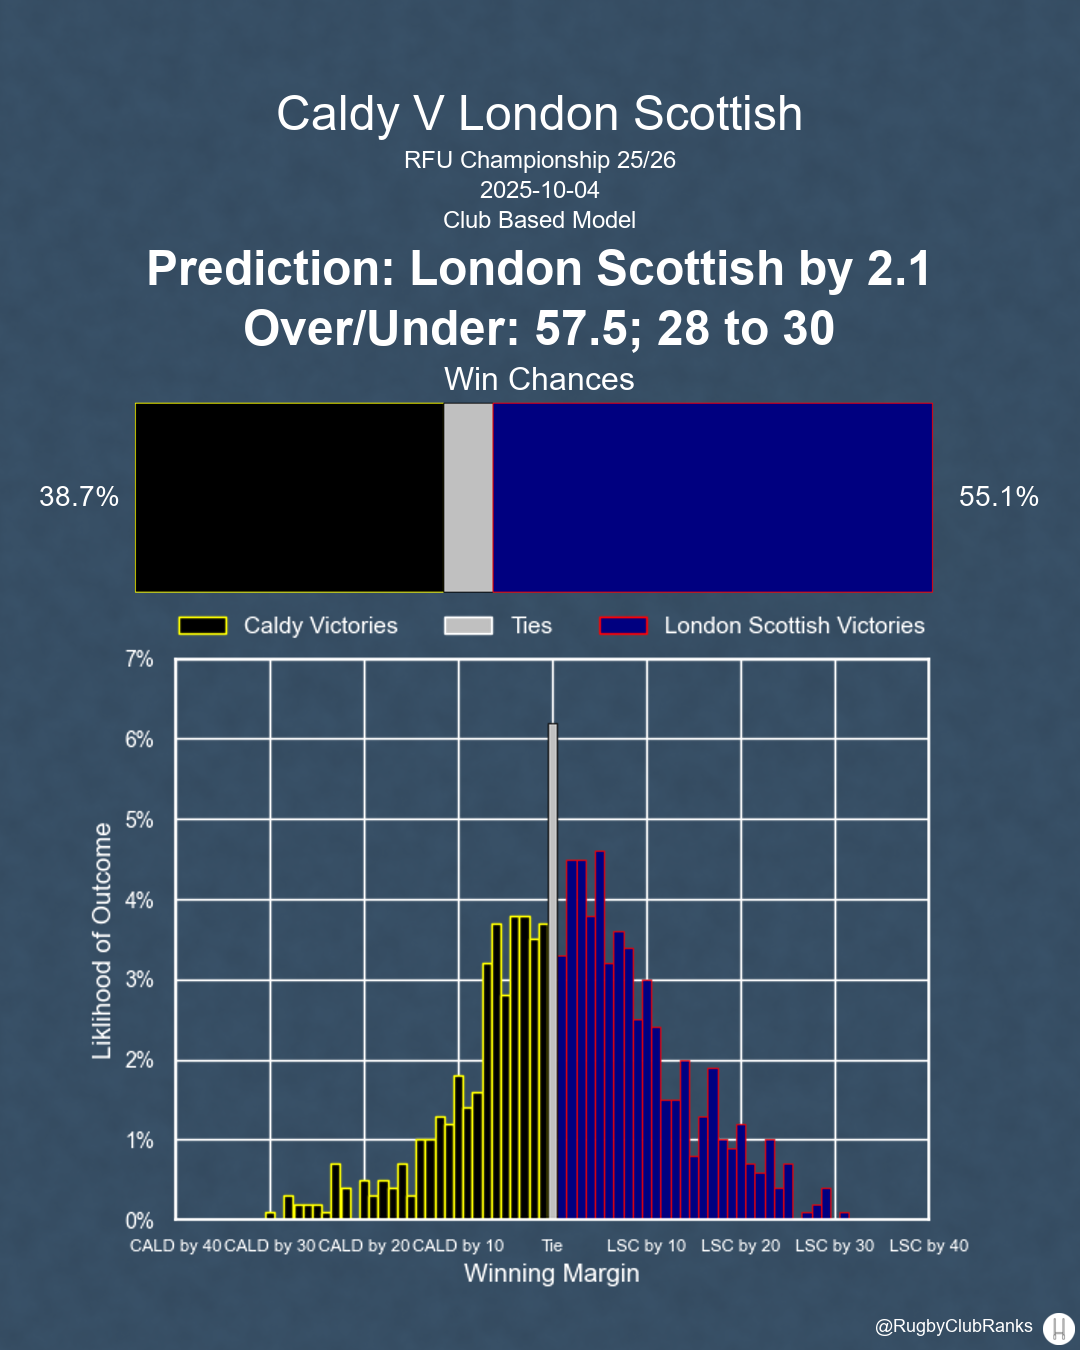 Caldy V London Scottish
RFU Championship 25/26
2025-10-04
Club Based Model
Prediction: London Scottish by 2.1
Over/Under: 57.5; 28 to 30
Win Chances
38.7%
55.1%
Caldy Victories
Ties
London Scottish Victories
7%
6%
5%
4%
3%
2%
1%
0%
Liklihood of Outcome
CALD by 40 CALD by 30 CALD by 20 CALD by 10 Tie LSC by 10 LSC by 20 LSC by 30 LSC by 40
Winning Margin
@RugbyClubRanks